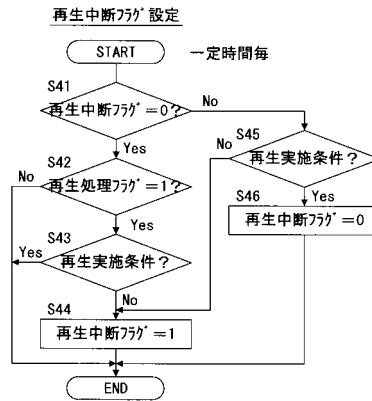 再生中断フラグ設定
START
一定時間毎
S41
再生中断フラグ=0?
No
Yes
S45
No
再生実施条件?
S42
No
再生処理フラグ=1?
S46
Yes
再生中断フラグ=0
Yes
S43
Yes
再生実施条件?
No
S44
再生中断フラグ=1
END